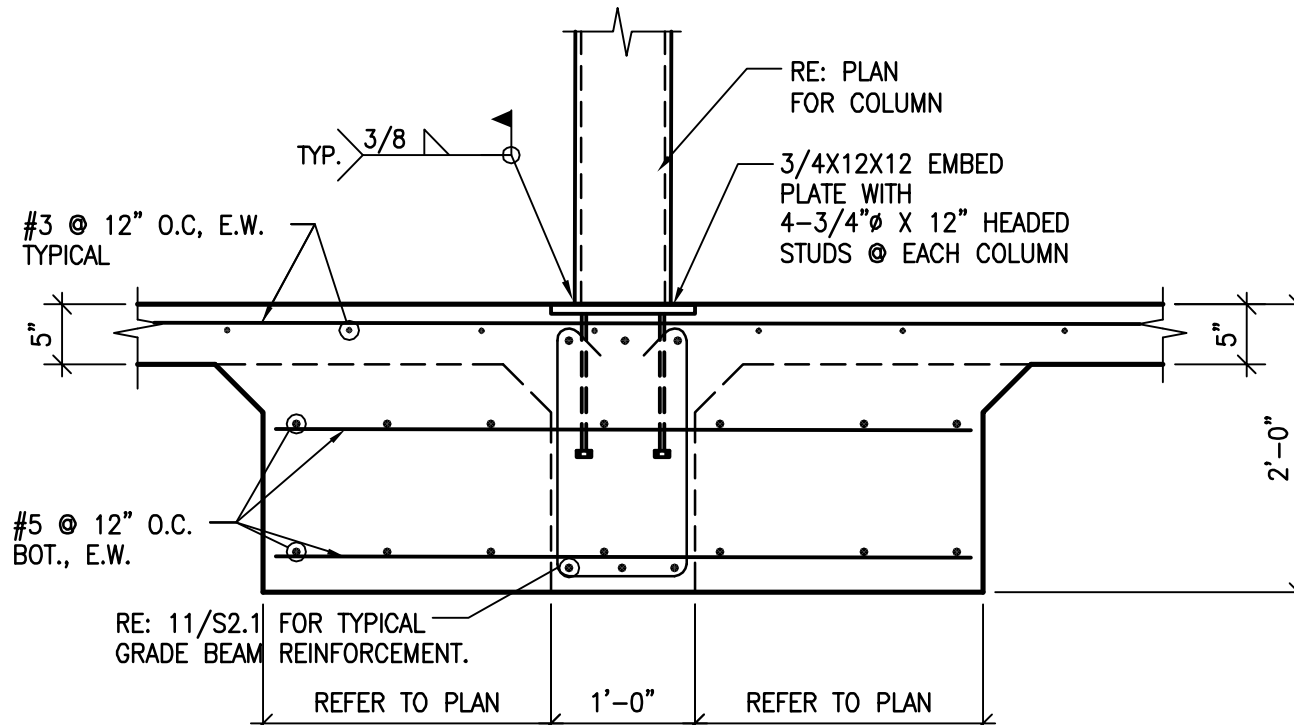 RE: PLAN
FOR COLUMN
TYP.
3/8
3/4X12X12 EMBED
PLATE WITH
4-3/4"ø X 12" HEADED
STUDS @ EACH COLUMN
#3 @ 12" O.C, E.W.
TYPICAL
5"
5"
2'-0"
#5 @ 12" O.C.
BOT., E.W.
RE: 11/S2.1 FOR TYPICAL
GRADE BEAM REINFORCEMENT.
REFER TO PLAN
1'-0"
REFER TO PLAN